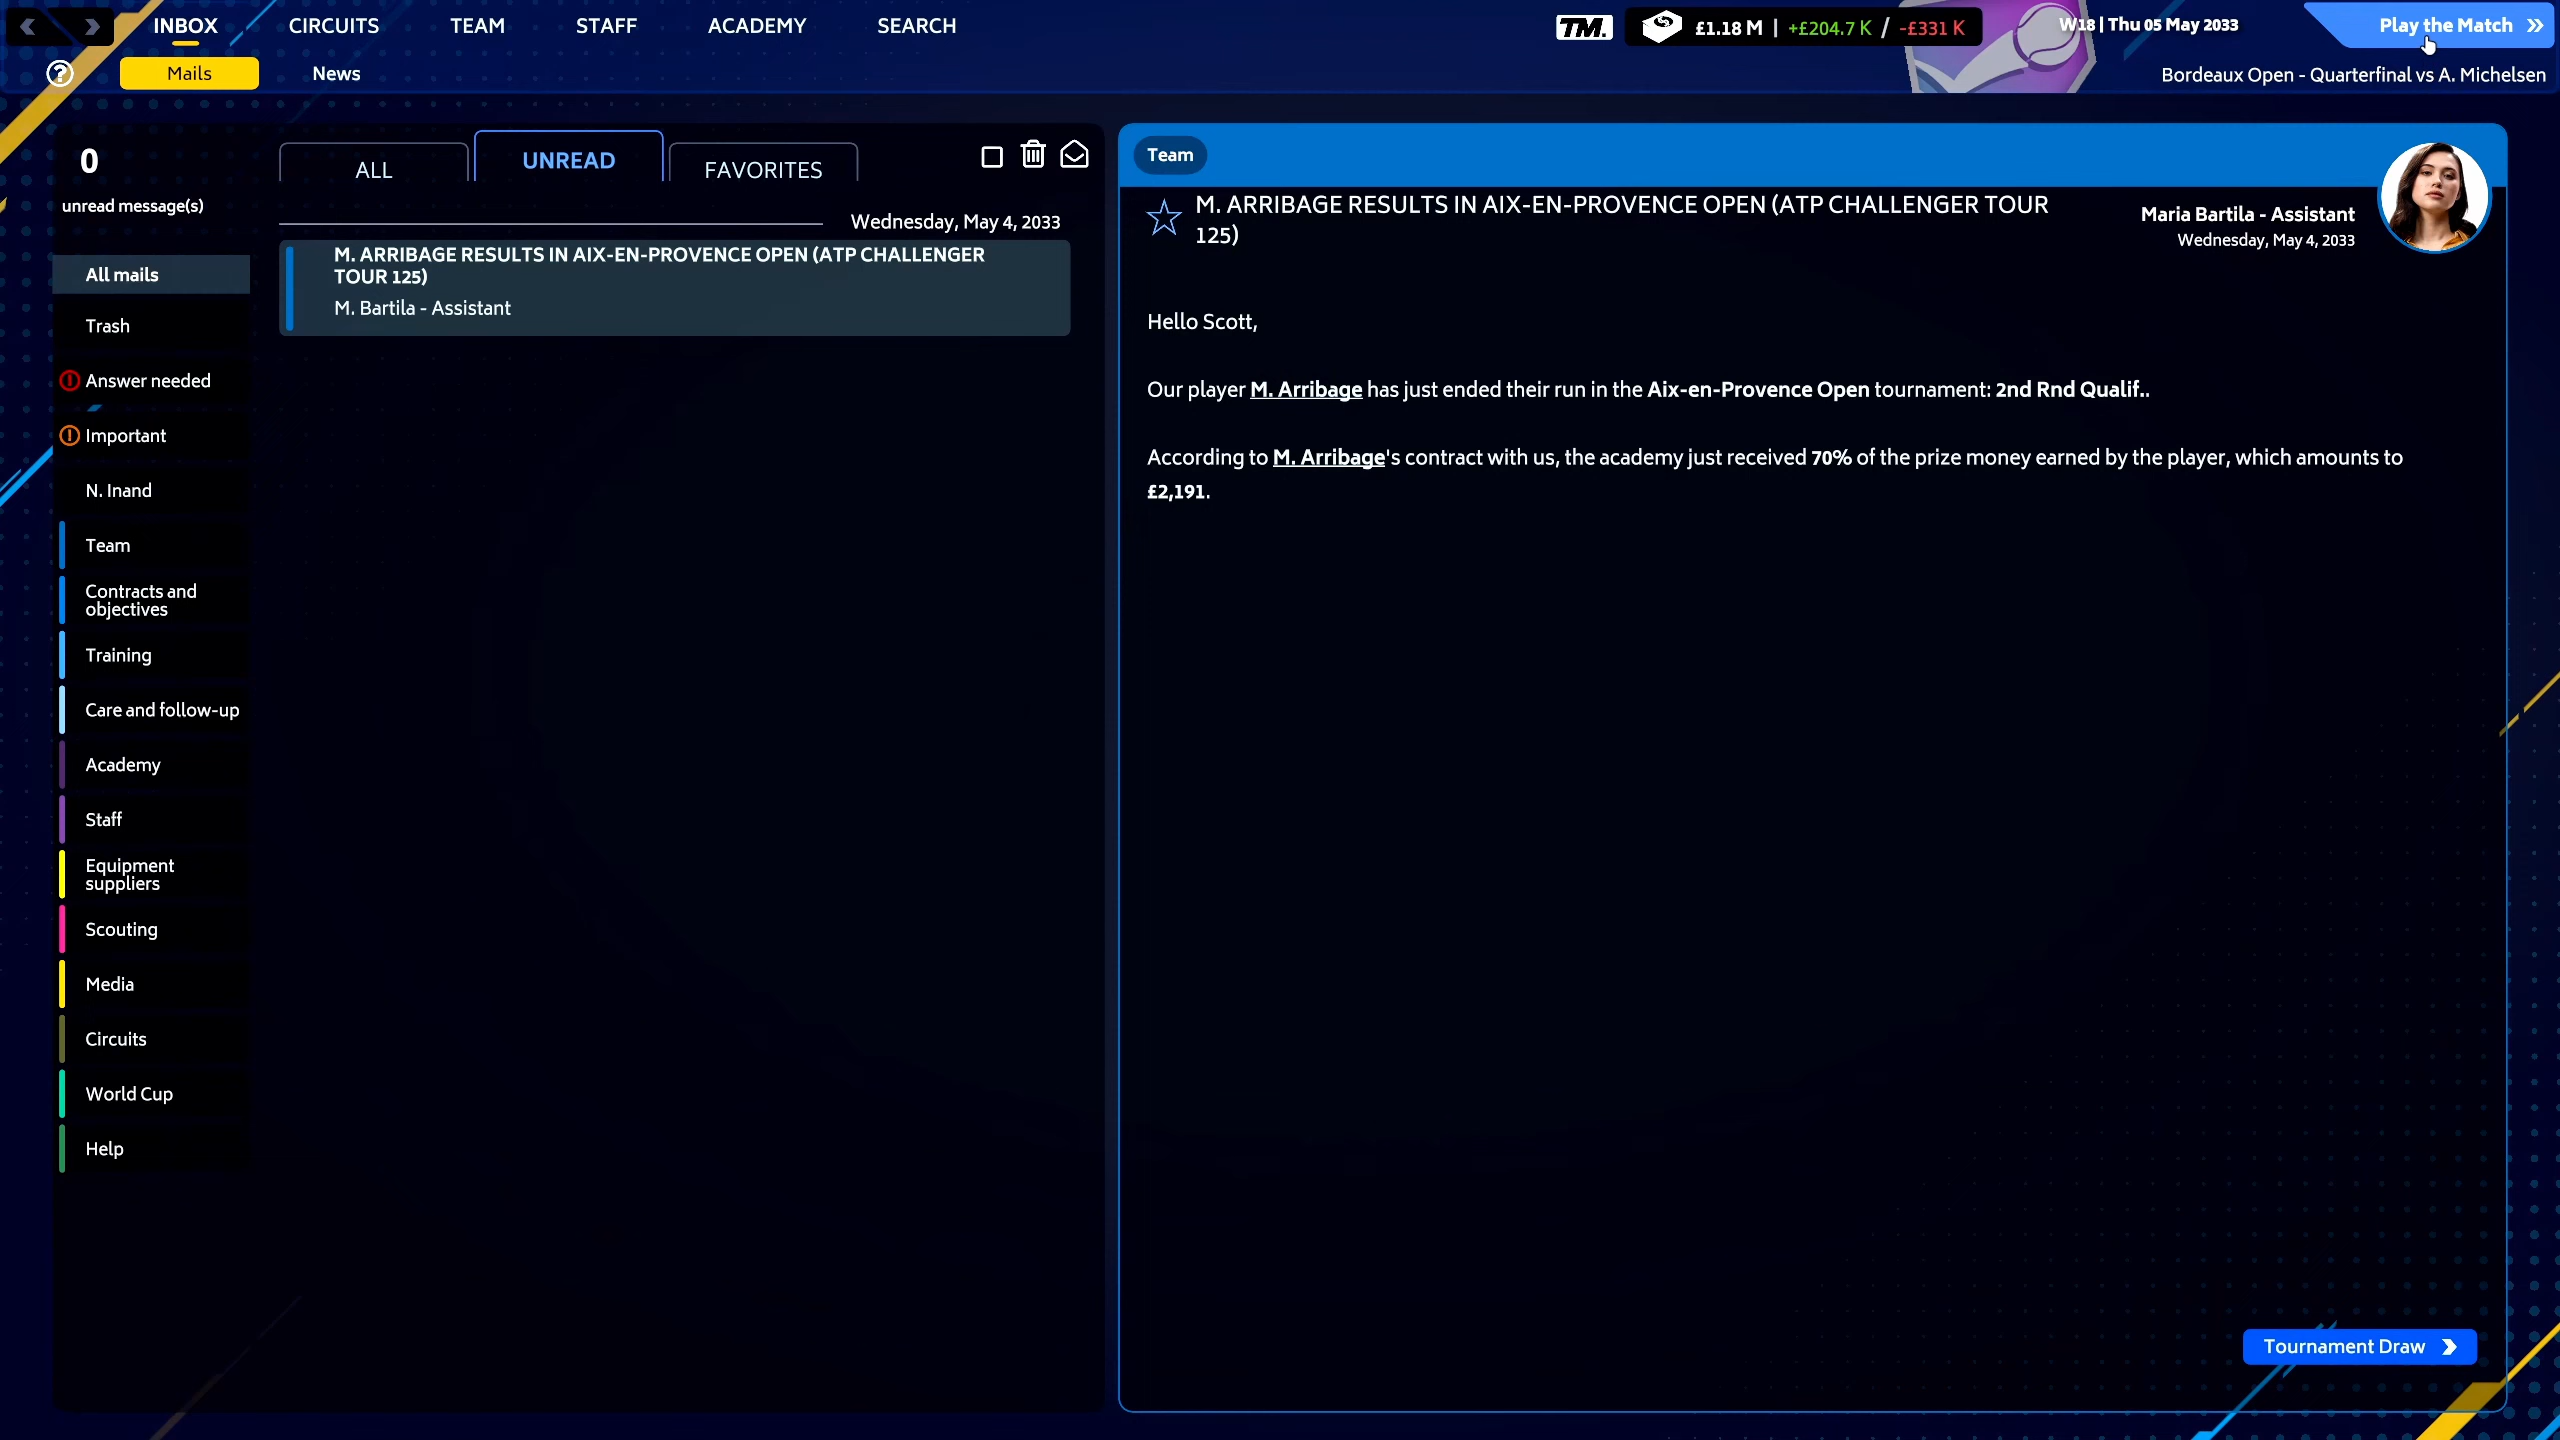 INBOX
CIRCUITS
TEAM
STAFF
ACADEMY
SEARCH
TM.
£1.18 M | +£204.7 K / -£331 K
W18 | Thu 05 May 2033
Play the Match
Mails
News
Bordeaux Open - Quarterfinal vs A. Michelsen
0
unread message(s)
ALL
UNREAD
FAVORITES
Wednesday, May 4, 2033
M. ARRIBAGE RESULTS IN AIX-EN-PROVENCE OPEN (ATP CHALLENGER
TOUR 125)
M. Bartila - Assistant
All mails
Trash
Answer needed
Important
N. Inand
Team
Contracts and
objectives
Training
Care and follow-up
Academy
Staff
Equipment
suppliers
Scouting
Media
Circuits
World Cup
Help
Team
M. ARRIBAGE RESULTS IN AIX-EN-PROVENCE OPEN (ATP CHALLENGER TOUR
125)
Maria Bartila - Assistant
Wednesday, May 4, 2033
Hello Scott,
Our player M. Arribage has just ended their run in the Aix-en-Provence Open tournament: 2nd Rnd Qualif..
According to M. Arribage's contract with us, the academy just received 70% of the prize money earned by the player, which amounts to
£2,191.
Tournament Draw